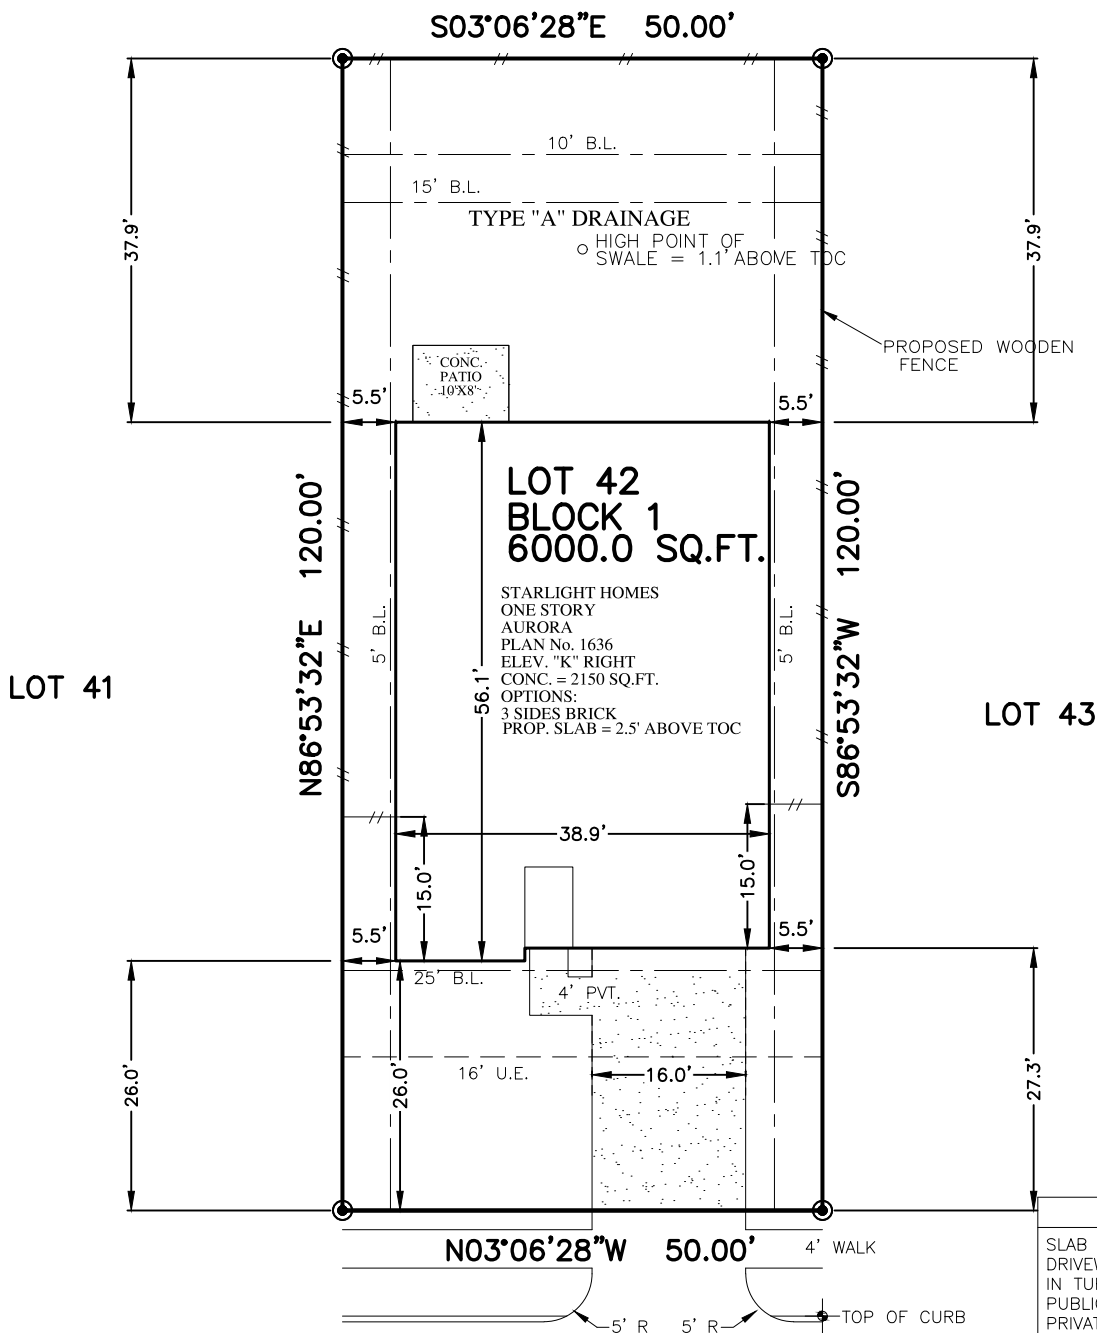 S03°06'28"E 50.00'
10' B.L.
15' B.L.
TYPE "A" DRAINAGE
HIGH POINT OF
SWALE = 1.1' ABOVE TOC
37.9'
37.9'
PROPOSED WOODEN
FENCE
CONC.
PATIO
10'X8'
5.5'
5.5'
LOT 42
BLOCK 1
6000.0 SQ.FT.
N86°53'32"E 120.00'
S86°53'32"W 120.00'
STARLIGHT HOMES
ONE STORY
AURORA
PLAN No. 1636
ELEV. "K" RIGHT
CONC. = 2150 SQ.FT.
OPTIONS:
3 SIDES BRICK
PROP. SLAB = 2.5' ABOVE TOC
5' B.L.
5' B.L.
56.1'
LOT 41
LOT 43
38.9'
15.0'
15.0'
5.5'
5.5'
25' B.L.
4' PVT.
16' U.E.
16.0'
26.0'
26.0'
27.3'
N03°06'28"W 50.00'
4' WALK
TOP OF CURB
5' R
5' R
SLAB
DRIVEW
IN TU
PUBLIC
PRIVAT